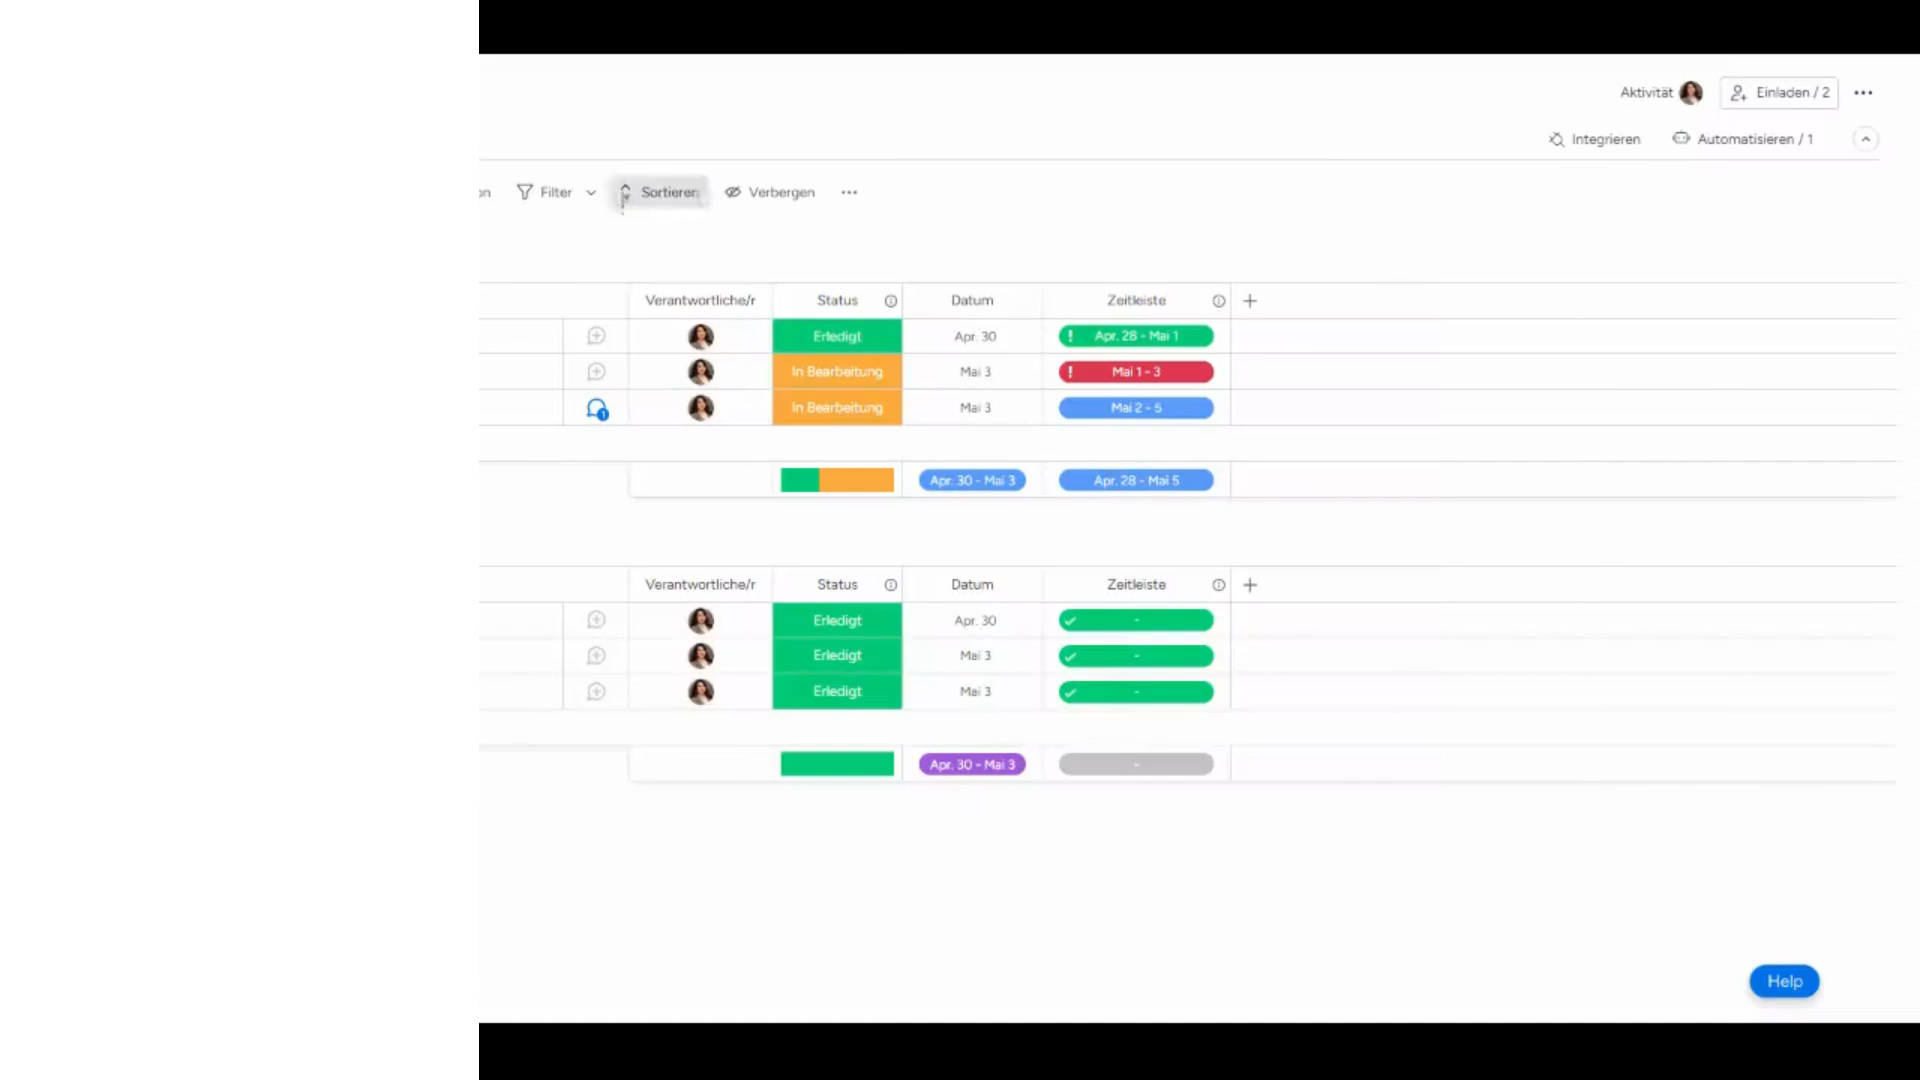 Aktivität Einladen / 2
Integrieren Automatisieren / 1
on Filter Sortieren Verbergen
Verantwortliche/r Status Datum Zeitleiste
Erledigt Apr. 30 Apr. 28 - Mai 1
In Bearbeitung Mai 3 Mai 1 - 3
1 In Bearbeitung Mai 3 Mai 2 - 5
Apr. 30 - Mai 3 Apr. 28 - Mai 5
Verantwortliche/r Status Datum Zeitleiste
Erledigt Apr. 30 -
Erledigt Mai 3 -
Erledigt Mai 3 -
Apr. 30 - Mai 3 -
Help